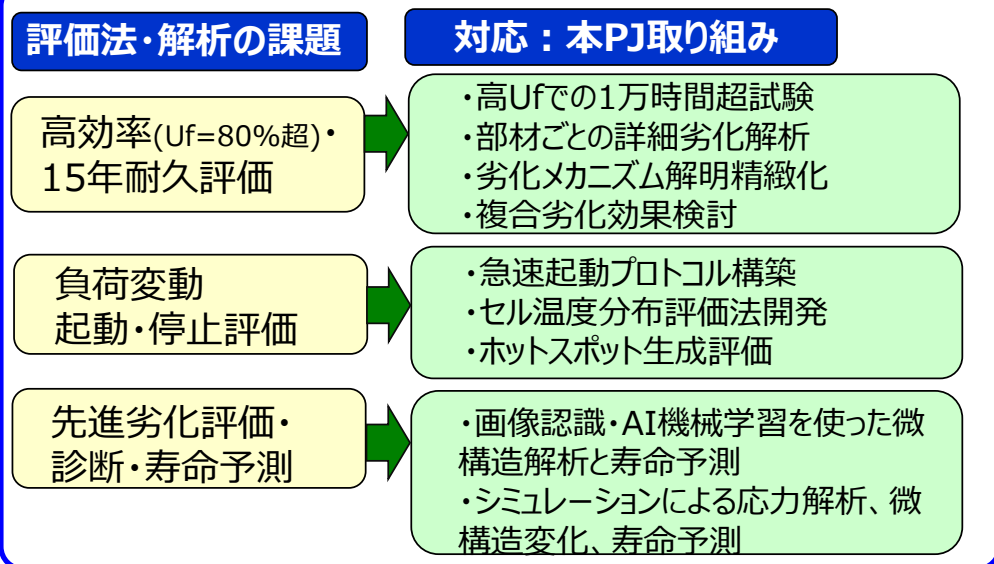 評価法・解析の課題
対応：本PJ取り組み
高効率(Uf=80%超)・
15年耐久評価
・高Ufでの1万時間超試験
・部材ごとの詳細劣化解析
・劣化メカニズム解明精緻化
・複合劣化効果検討
負荷変動
起動・停止評価
・急速起動プロトコル構築
・セル温度分布評価法開発
・ホットスポット生成評価
先進劣化評価・
診断・寿命予測
・画像認識・AI機械学習を使った微
構造解析と寿命予測
・シミュレーションによる応力解析、微
構造変化、寿命予測